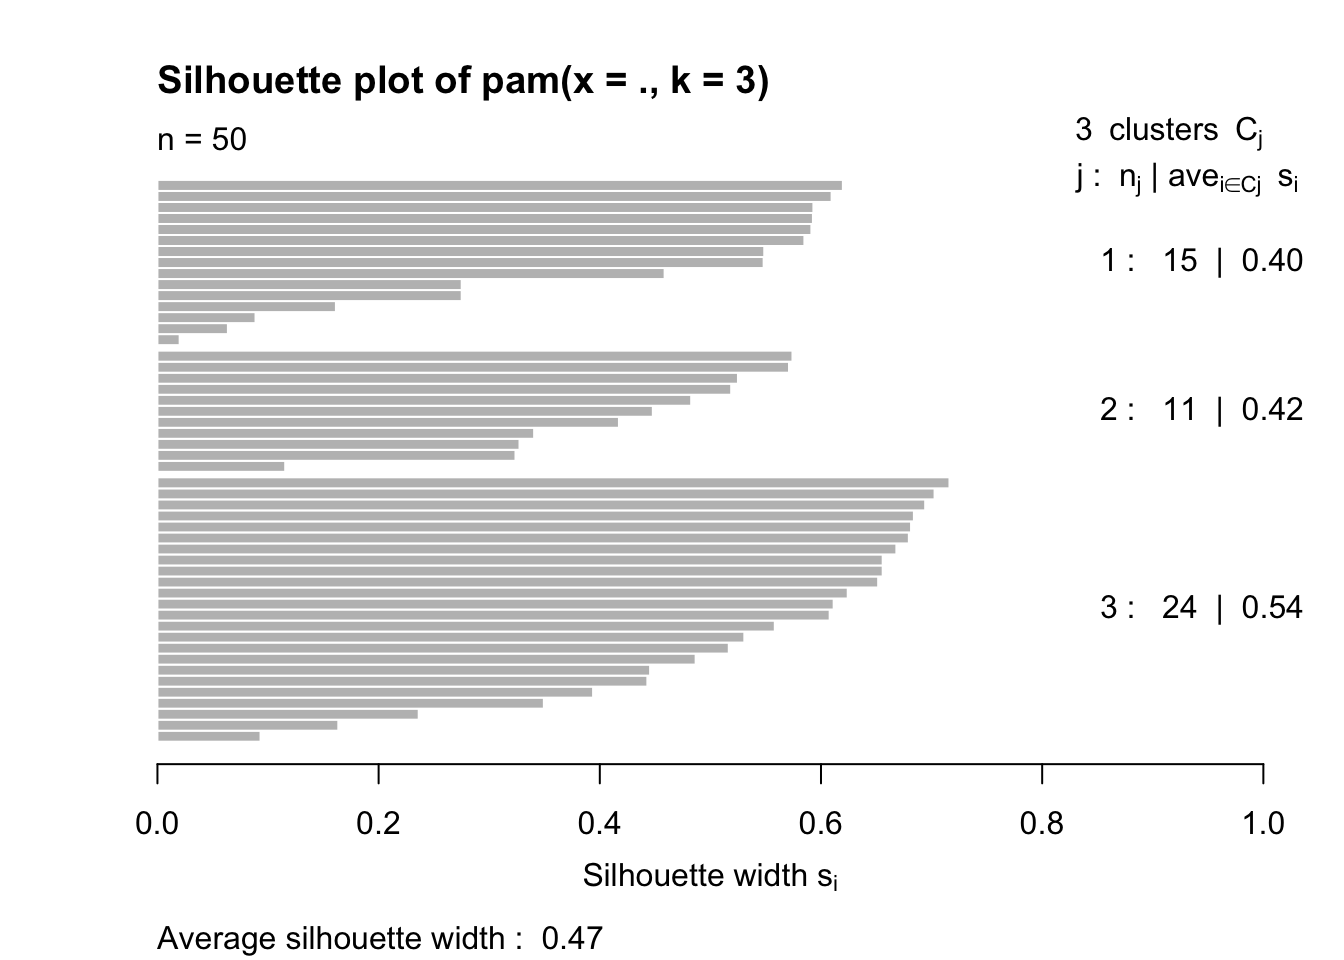 Silhouette plot of pam(x = ., k = 3)
n = 50
3 clusters Cj
j : nj | avei∈Cj si
1 : 15 | 0.40
2 : 11 | 0.42
3 : 24 | 0.54
0.0 0.2 0.4 0.6 0.8 1.0
Silhouette width si
Average silhouette width : 0.47